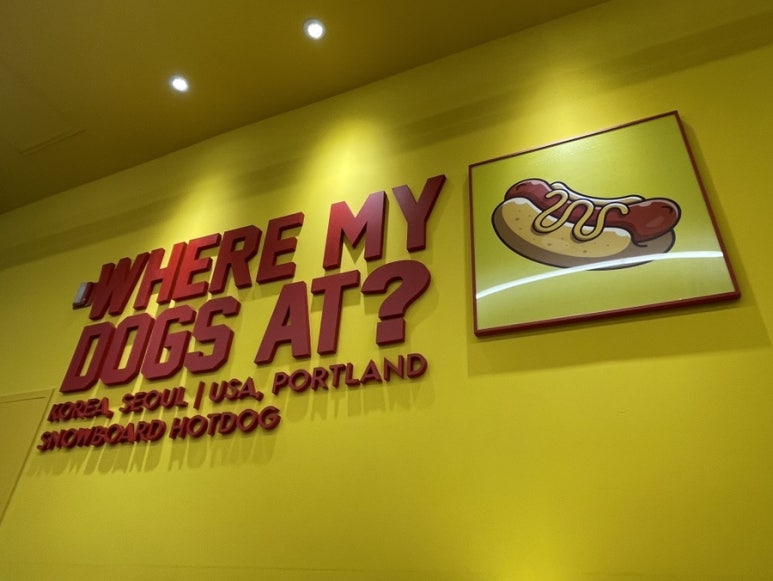 WHERE MY
DOGS AT?
KOREA, SEOUL | USA, PORTLAND
SNOWBOARD HOTDOG